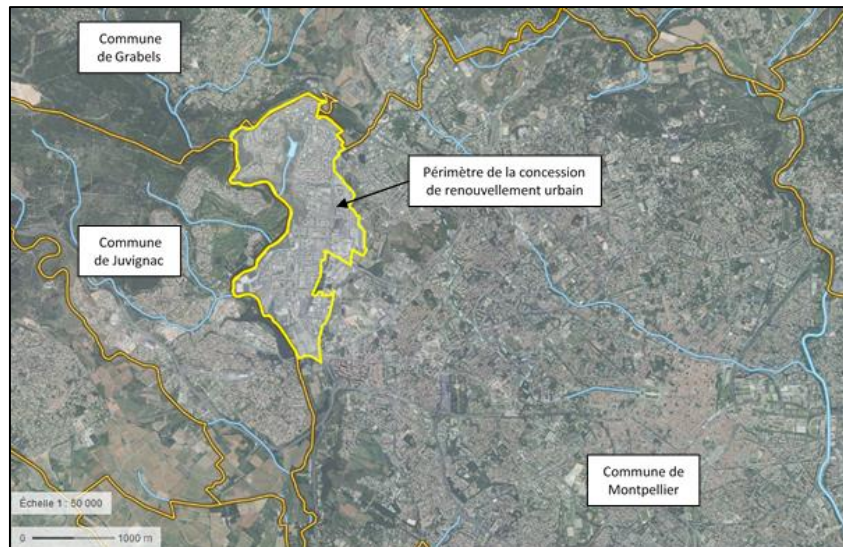 Commune
de Grabels
Périmètre de la concession
de renouvellement urbain
Commune
de Juvignac
Commune de
Montpellier
Échelle 1 : 50 000
0 1000 m